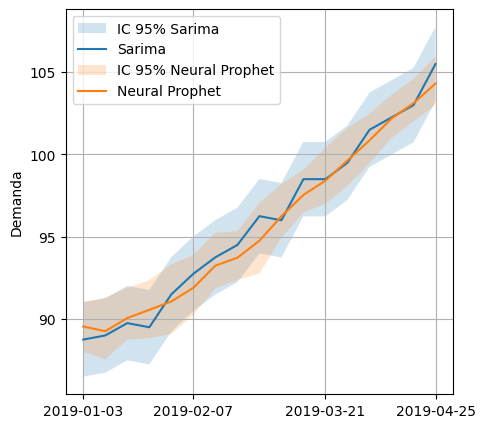 IC 95% Sarima
Sarima
IC 95% Neural Prophet
Neural Prophet
Demanda
105
100
95
90
2019-01-03
2019-02-07
2019-03-21
2019-04-25